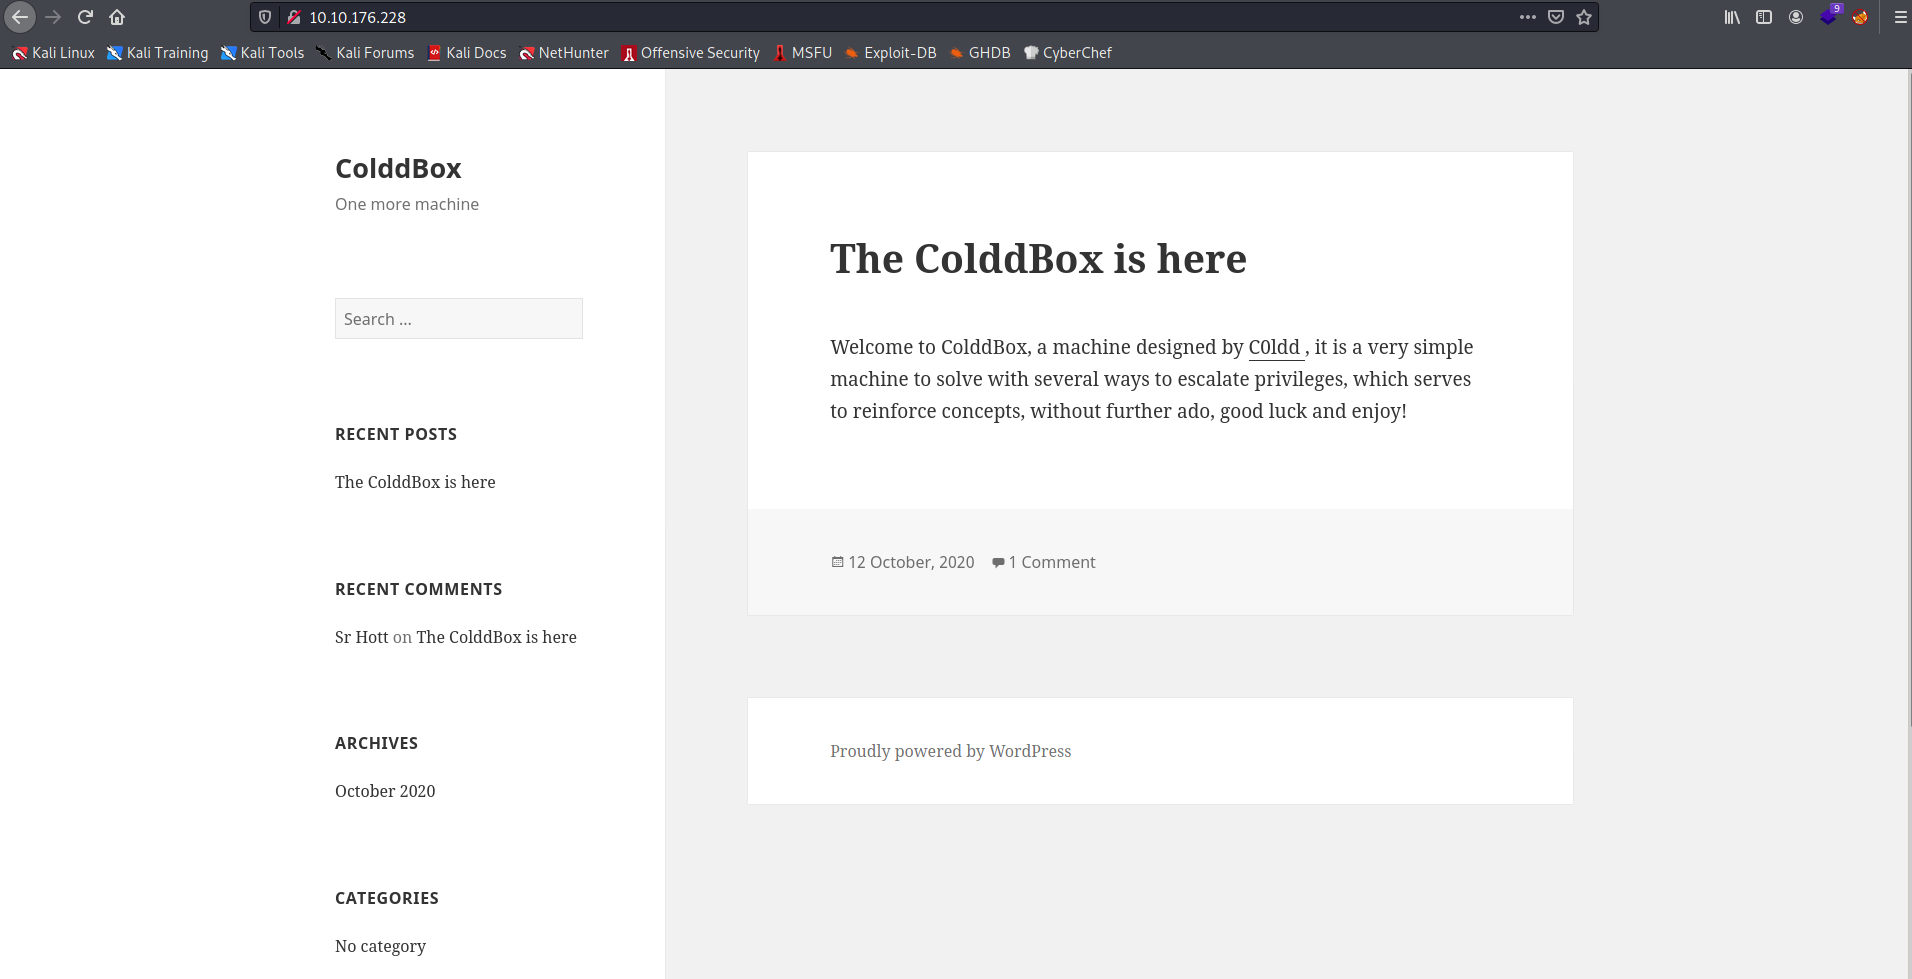 10.10.176.228
9
Kali Linux Kali Training Kali Tools Kali Forums Kali Docs NetHunter Offensive Security MSFU Exploit-DB GHDB CyberChef
ColddBox
One more machine
Search ...
RECENT POSTS
The ColddBox is here
RECENT COMMENTS
Sr Hott on The ColddBox is here
ARCHIVES
October 2020
CATEGORIES
No category
The ColddBox is here
Welcome to ColddBox, a machine designed by C0ldd , it is a very simple
machine to solve with several ways to escalate privileges, which serves
to reinforce concepts, without further ado, good luck and enjoy!
12 October, 2020 1 Comment
Proudly powered by WordPress